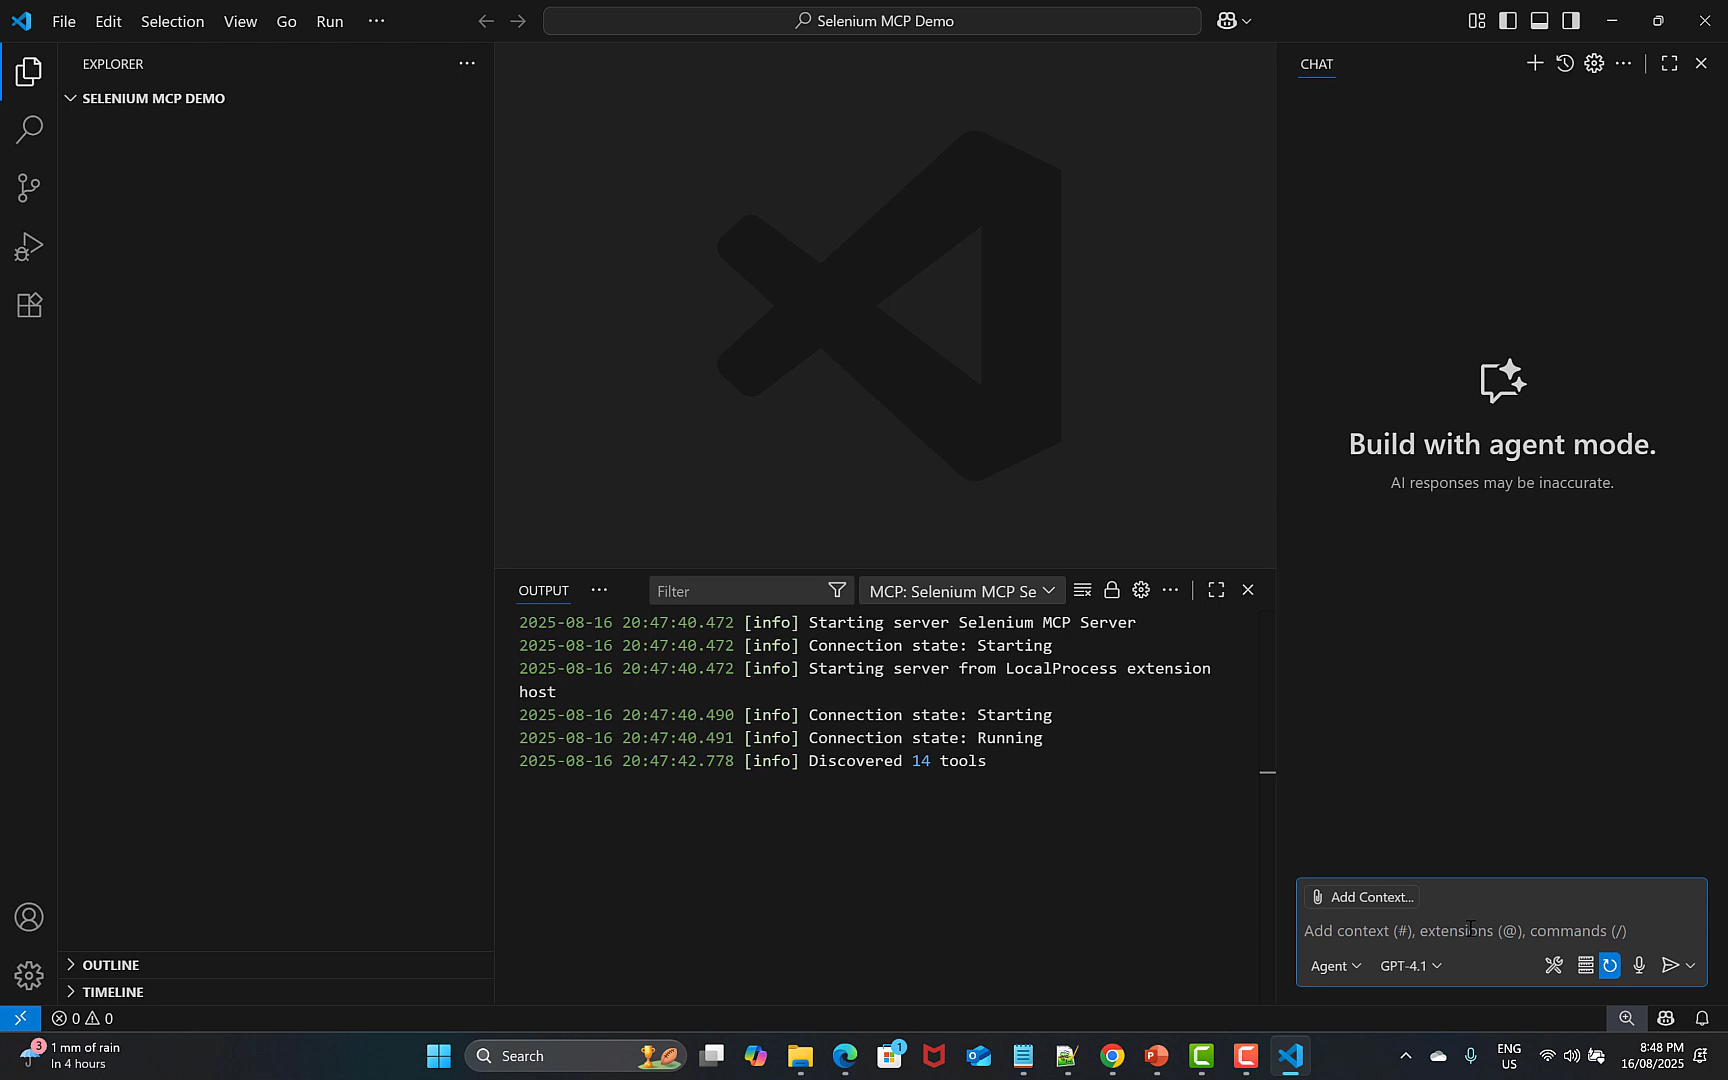 File Edit Selection View Go Run
Selenium MCP Demo
EXPLORER
SELENIUM MCP DEMO
CHAT
Build with agent mode.
AI responses may be inaccurate.
OUTPUT
Filter
MCP: Selenium MCP Se
2025-08-16 20:47:40.472 [info] Starting server Selenium MCP Server
2025-08-16 20:47:40.472 [info] Connection state: Starting
2025-08-16 20:47:40.472 [info] Starting server from LocalProcess extension
host
2025-08-16 20:47:40.490 [info] Connection state: Starting
2025-08-16 20:47:40.491 [info] Connection state: Running
2025-08-16 20:47:42.778 [info] Discovered 14 tools
Add Context...
Add context (#), extensions (@), commands (/)
Agent GPT-4.1
OUTLINE
TIMELINE
0 0
3
1 mm of rain
In 4 hours
Search
1
ENG
US
8:48 PM
16/08/2025